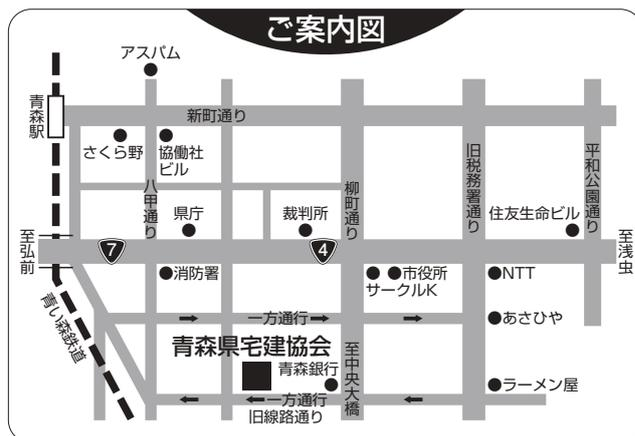 ご案内図
アスパム
青森駅
新町通り
さくら野
協働社
ビル
八甲通り
柳町通り
旧税務署通り
平和公園通り
県庁
裁判所
住友生命ビル
至弘前
7
4
至浅虫
消防署
市役所
サークルK
NTT
青い森鉄道
一方通行
あさひや
青森県宅建協会
青森銀行
至中央大橋
ラーメン屋
一方通行
旧線路通り